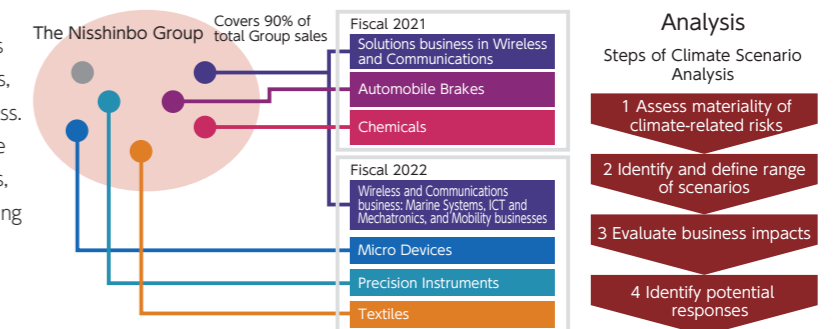 s
s,
ss.
e
s,
ing
The Nisshinbo Group
Covers 90% of
total Group sales
Fiscal 2021
Solutions business in Wireless
and Communications
Automobile Brakes
Chemicals
Fiscal 2022
Wireless and Communications
business: Marine Systems, ICT and
Mechatronics, and Mobility businesses
Micro Devices
Precision Instruments
Textiles
Analysis
Steps of Climate Scenario
Analysis
1 Assess materiality of
climate-related risks
2 Identify and define range
of scenarios
3 Evaluate business impacts
4 Identify potential
responses